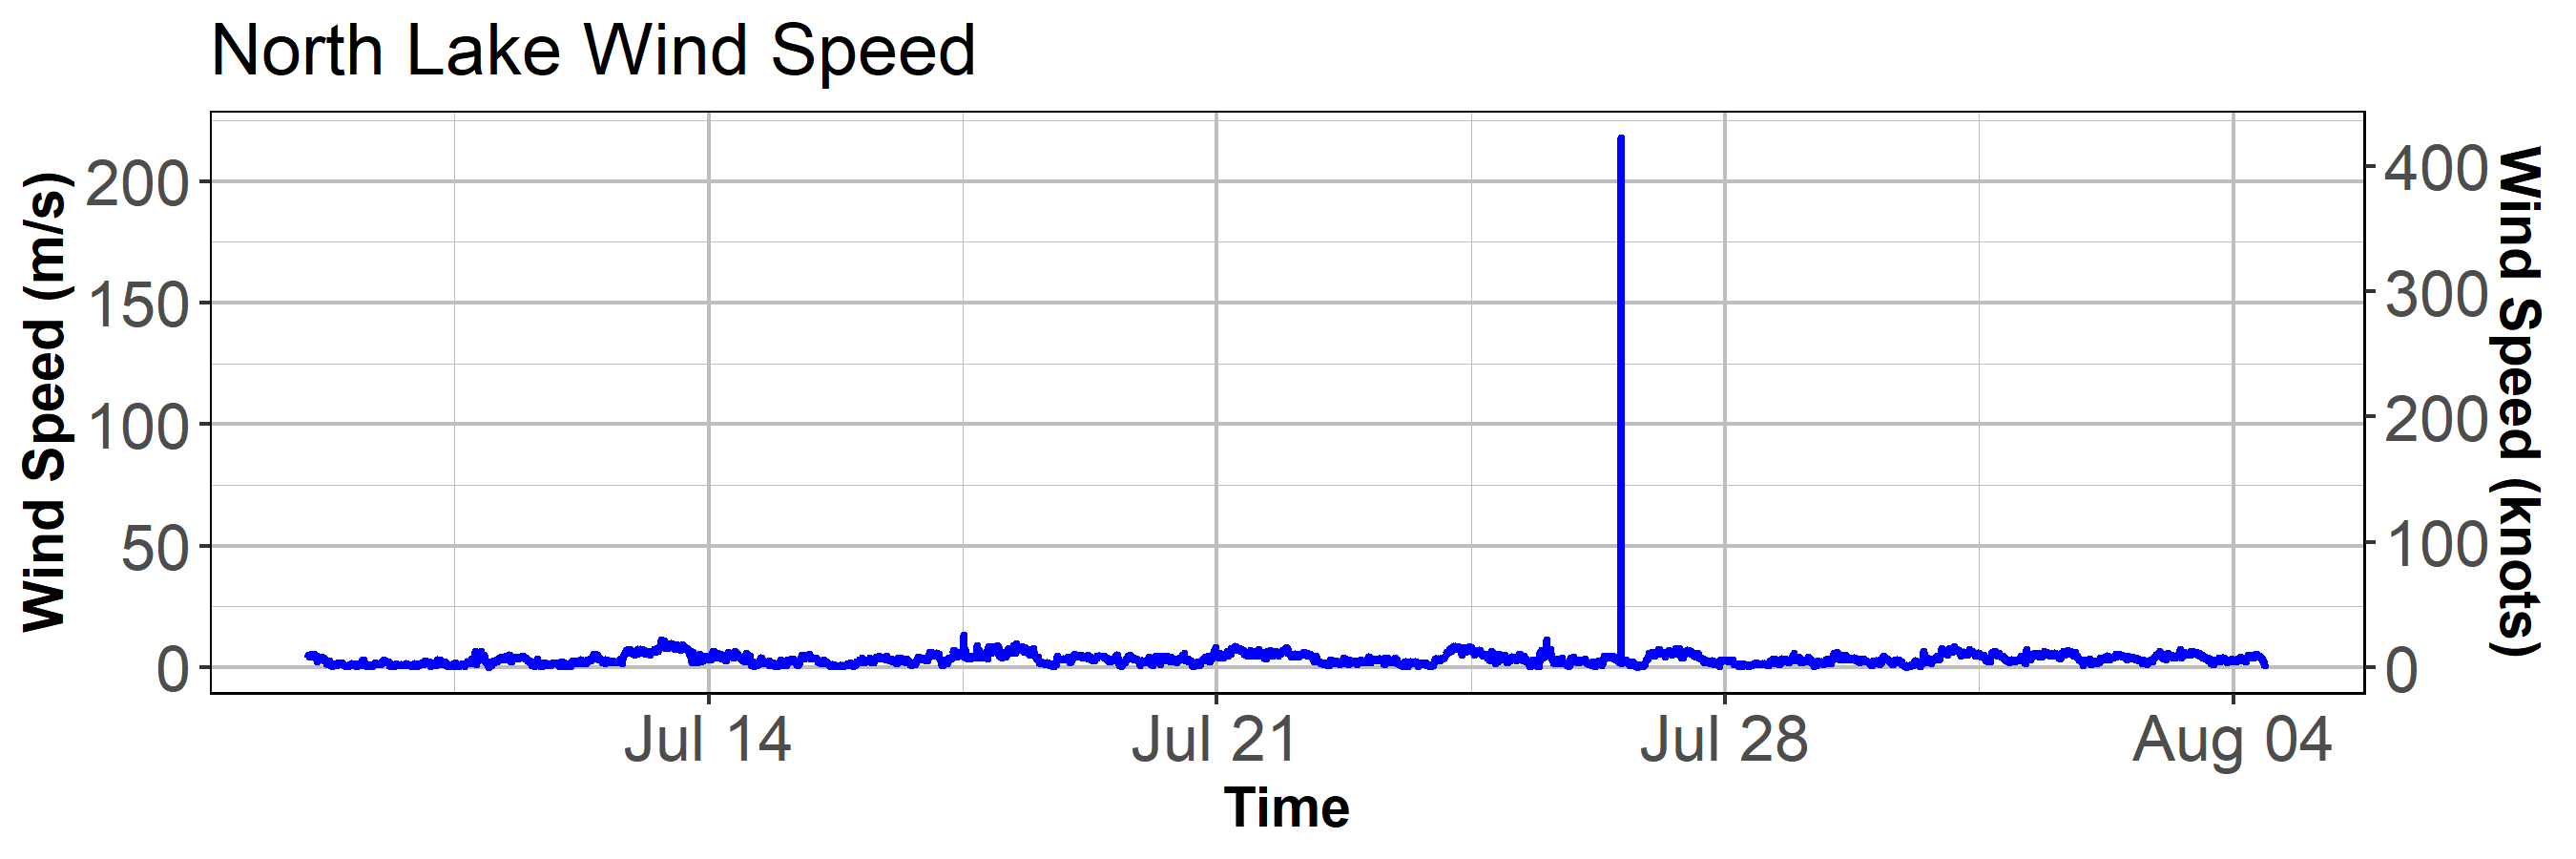 North Lake Wind Speed
Wind Speed (m/s)
200
150
100
50
0
400
300
200
100
0
Wind Speed (knots)
Jul 14
Jul 21
Jul 28
Aug 04
Time